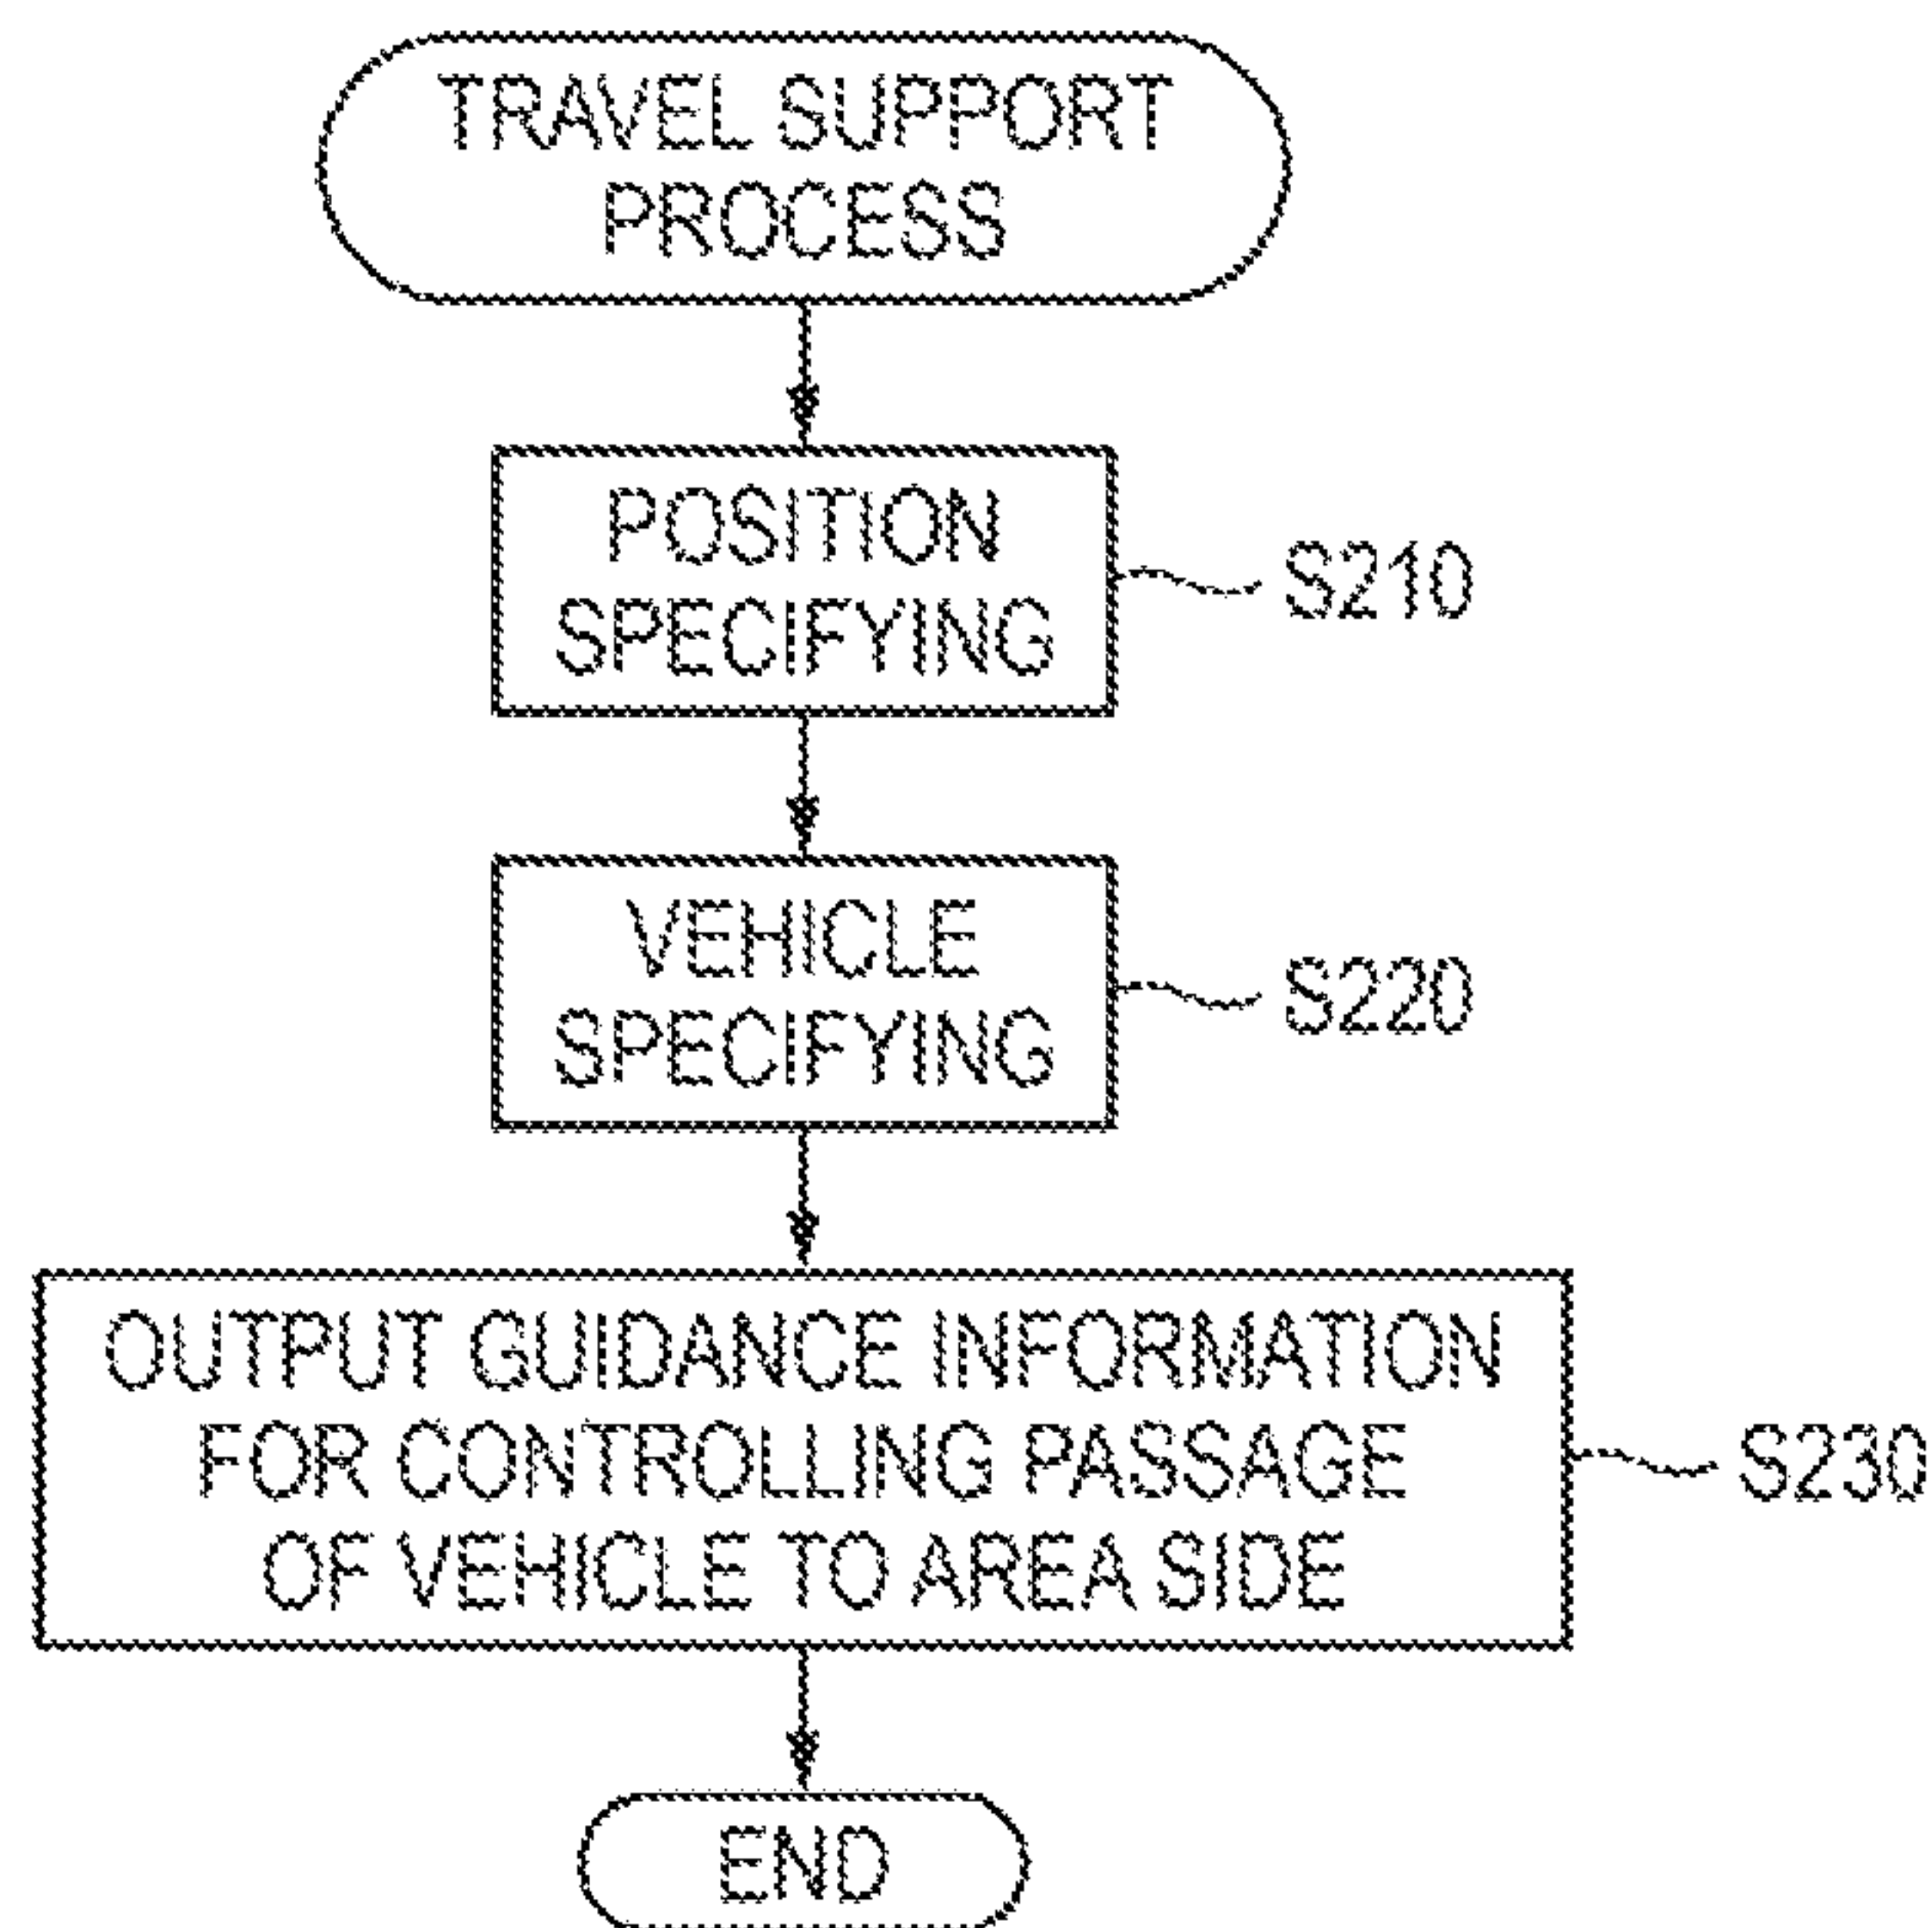 TRAVEL SUPPORT
PROCESS
POSITION
SPECIFYING
S210
VEHICLE
SPECIFYING
S220
OUTPUT GUIDANCE INFORMATION
FOR CONTROLLING PASSAGE
OF VEHICLE TO AREA SIDE
S230
END